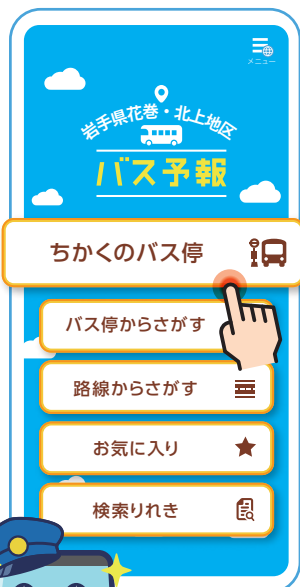 メニュー
岩手県花巻・北上地区
バス予報
ちかくのバス停
バス停からさがす
路線からさがす
お気に入り
検索りれき